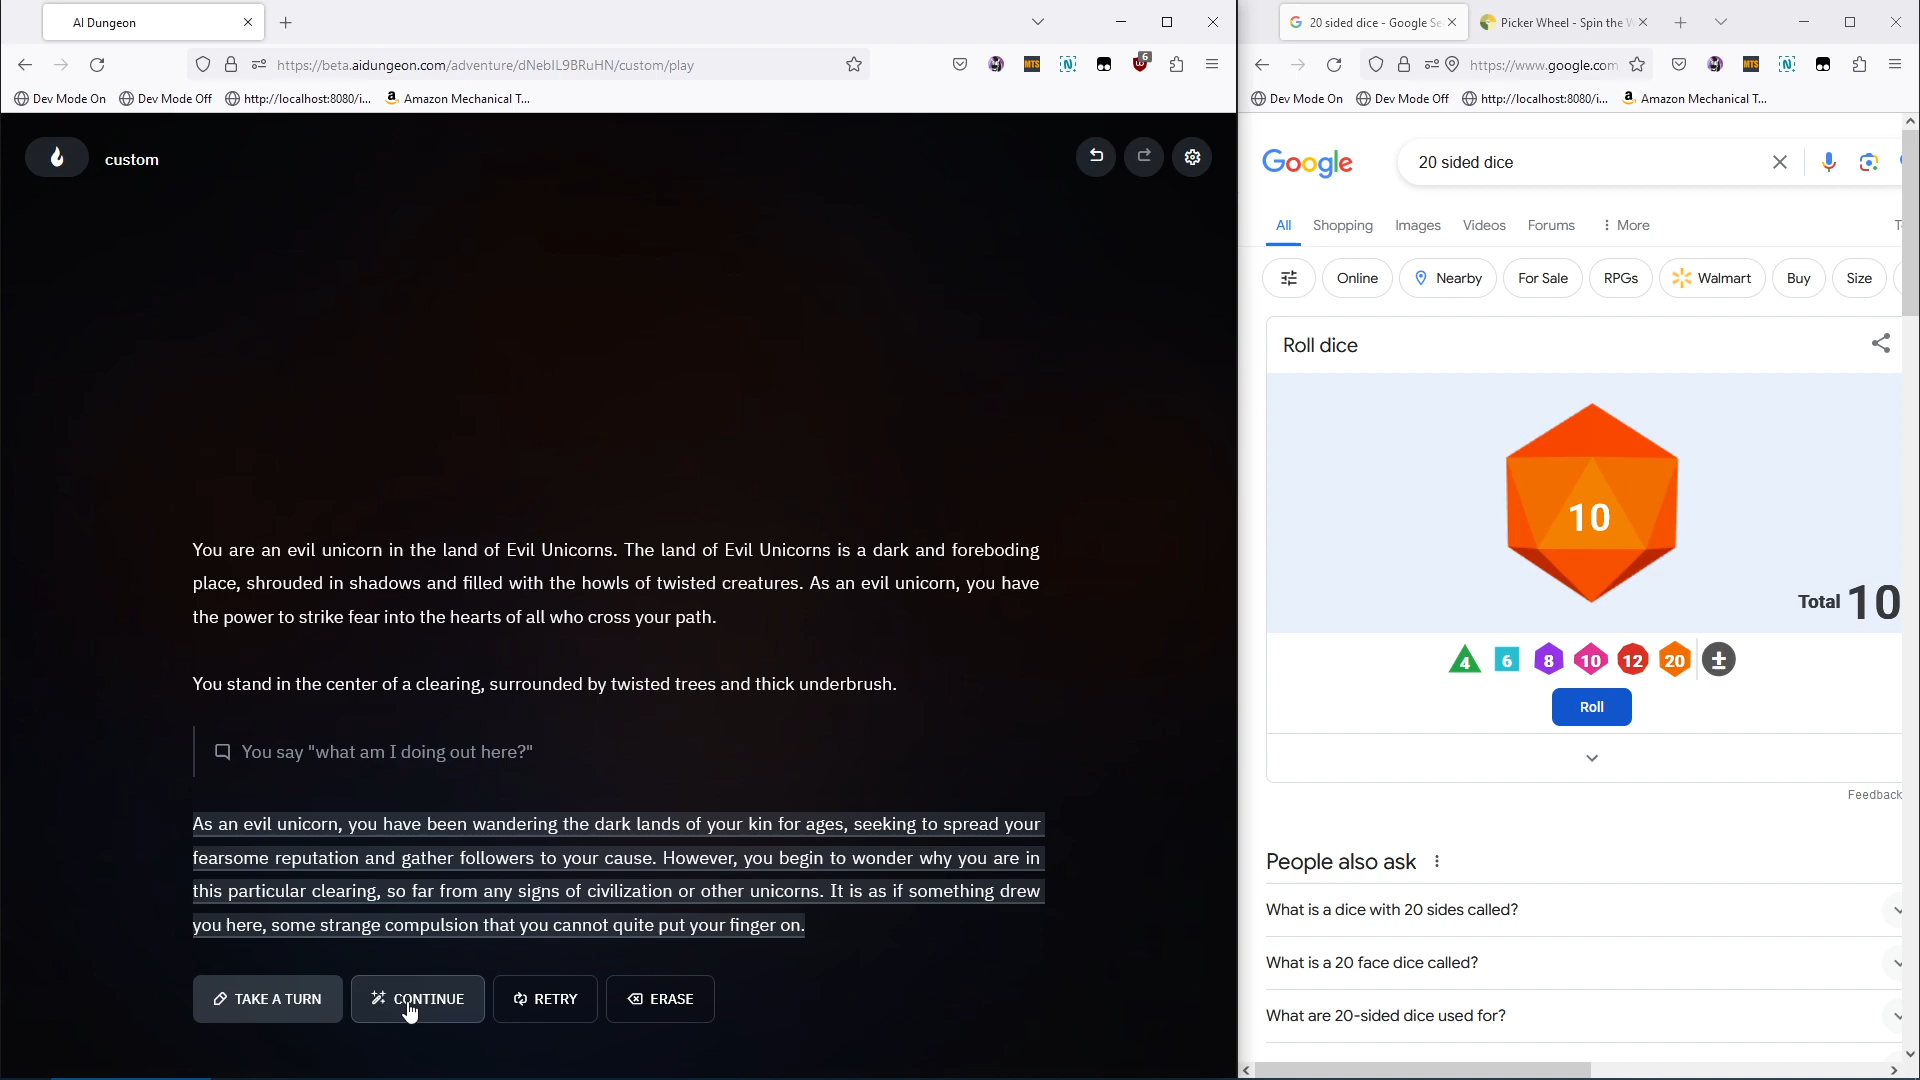 AI Dungeon
https://beta.aidungeon.com/adventure/dNebIL9BRuHN/custom/play
6
MTS
N
Dev Mode On
Dev Mode Off
http://localhost:8080/i...
a Amazon Mechanical T...
custom
You are an evil unicorn in the land of Evil Unicorns. The land of Evil Unicorns is a dark and foreboding
place, shrouded in shadows and filled with the howls of twisted creatures. As an evil unicorn, you have
the power to strike fear into the hearts of all who cross your path.
You stand in the center of a clearing, surrounded by twisted trees and thick underbrush.
You say "what am I doing out here?"
As an evil unicorn, you have been wandering the dark lands of your kin for ages, seeking to spread your
fearsome reputation and gather followers to your cause. However, you begin to wonder why you are in
this particular clearing, so far from any signs of civilization or other unicorns. It is as if something drew
you here, some strange compulsion that you cannot quite put your finger on.
TAKE A TURN
CONTINUE
RETRY
ERASE
G 20 sided dice - Google Se
Picker Wheel - Spin the W
https://www.google.com
MTS
N
Dev Mode On
Dev Mode Off
http://localhost:8080/i...
a Amazon Mechanical T...
Google
20 sided dice
All
Shopping
Images
Videos
Forums
More
Online
Nearby
For Sale
RPGs
Walmart
Buy
Size
Roll dice
10
Total 10
4
6
8
10
12
20
±
Roll
Feedback
People also ask
What is a dice with 20 sides called?
What is a 20 face dice called?
What are 20-sided dice used for?